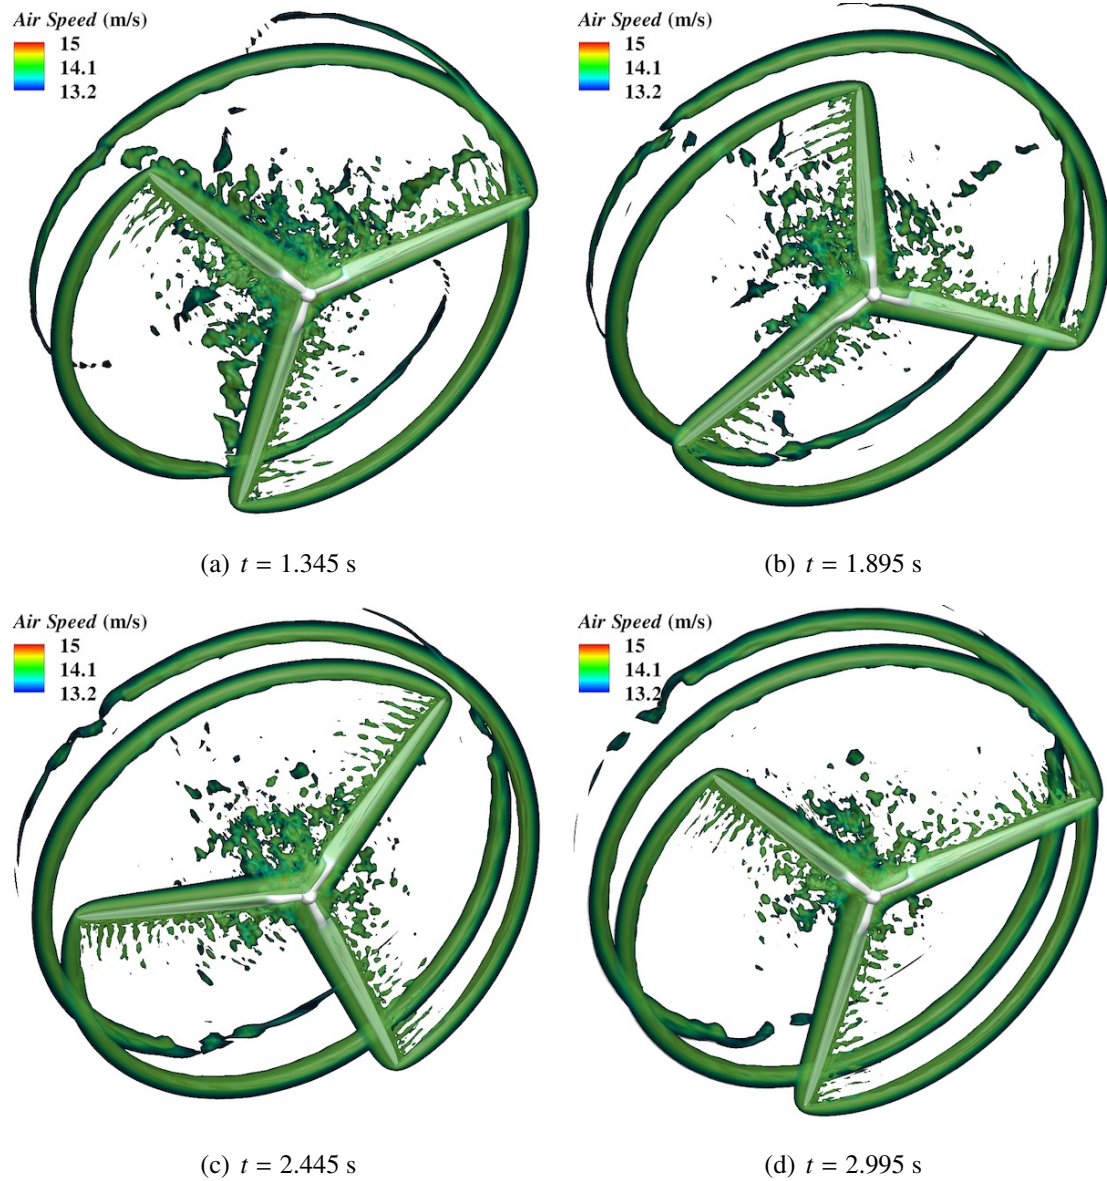 Air Speed (m/s)
15
14.1
13.2
Air Speed (m/s)
15
14.1
13.2
(a) t = 1.345 s
(b) t = 1.895 s
Air Speed (m/s)
15
14.1
13.2
Air Speed (m/s)
15
14.1
13.2
(c) t = 2.445 s
(d) t = 2.995 s